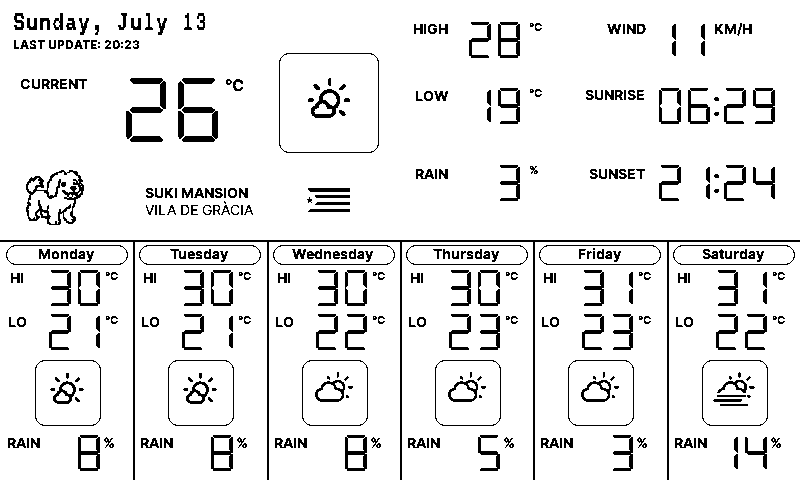 Sunday, July 13
LAST UPDATE: 20:23
CURRENT 26 °C
HIGH 28 °C
LOW 19 °C
RAIN 3 %
WIND 11 KM/H
SUNRISE 06:29
SUNSET 21:24
SUKI MANSION
VILA DE GRÀCIA
Monday
HI 30 °C
LO 21 °C
RAIN 8 %
Tuesday
HI 30 °C
LO 21 °C
RAIN 8 %
Wednesday
HI 30 °C
LO 22 °C
RAIN 8 %
Thursday
HI 30 °C
LO 23 °C
RAIN 5 %
Friday
HI 31 °C
LO 23 °C
RAIN 3 %
Saturday
HI 31 °C
LO 22 °C
RAIN 14 %